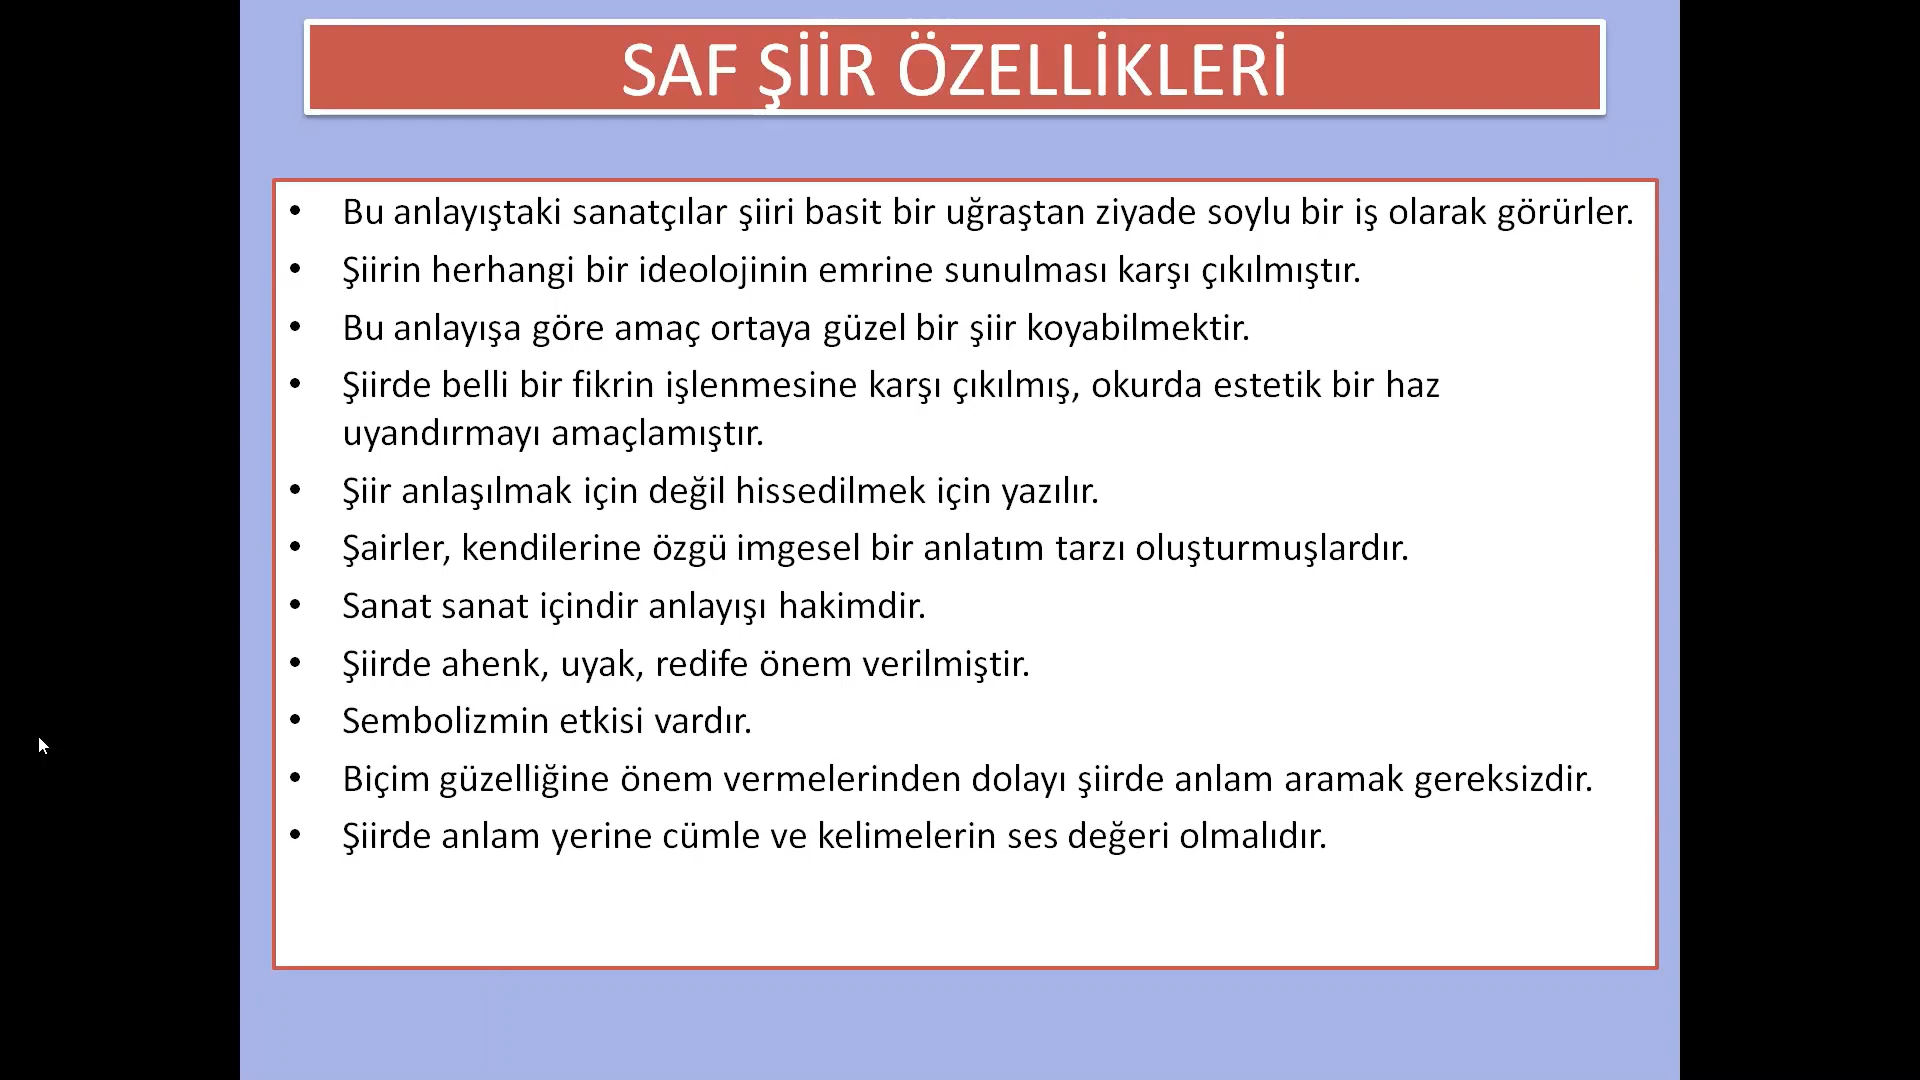 SAF ŞİİR ÖZELLİKLERİ
• Bu anlayıştaki sanatçılar şiiri basit bir uğraştan ziyade soylu bir iş olarak görürler.
• Şiirin herhangi bir ideolojinin emrine sunulması karşı çıkılmıştır.
• Bu anlayışa göre amaç ortaya güzel bir şiir koyabilmektir.
• Şiirde belli bir fikrin işlenmesine karşı çıkılmış, okurda estetik bir haz
uyandırmayı amaçlamıştır.
• Şiir anlaşılmak için değil hissedilmek için yazılır.
• Şairler, kendilerine özgü imgesel bir anlatım tarzı oluşturmuşlardır.
• Sanat sanat içindir anlayışı hakimdir.
• Şiirde ahenk, uyak, redife önem verilmiştir.
• Sembolizmin etkisi vardır.
• Biçim güzelliğine önem vermelerinden dolayı şiirde anlam aramak gereksizdir.
• Şiirde anlam yerine cümle ve kelimelerin ses değeri olmalıdır.